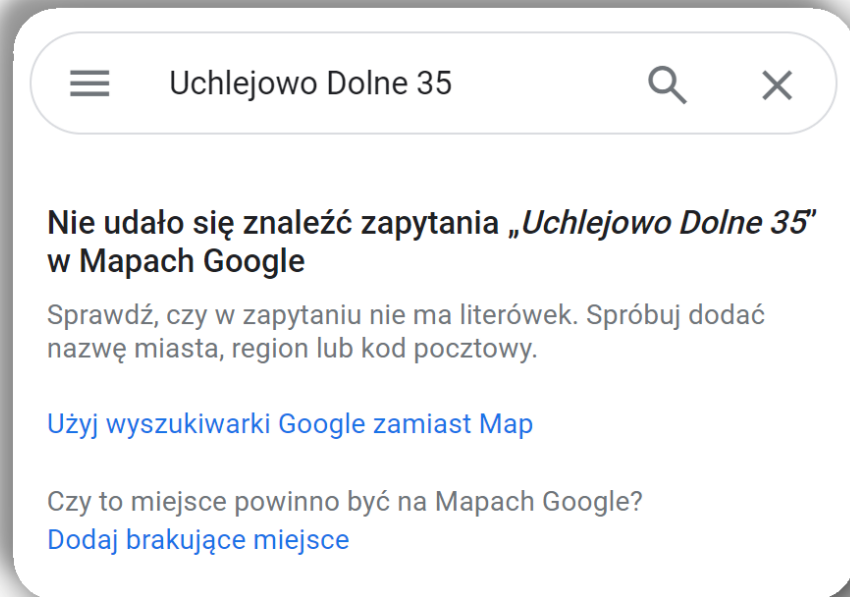 Uchlejowo Dolne 35
Nie udało się znaleźć zapytania „Uchlejowo Dolne 35”
w Mapach Google
Sprawdź, czy w zapytaniu nie ma literówek. Spróbuj dodać
nazwę miasta, region lub kod pocztowy.
Użyj wyszukiwarki Google zamiast Map
Czy to miejsce powinno być na Mapach Google?
Dodaj brakujące miejsce